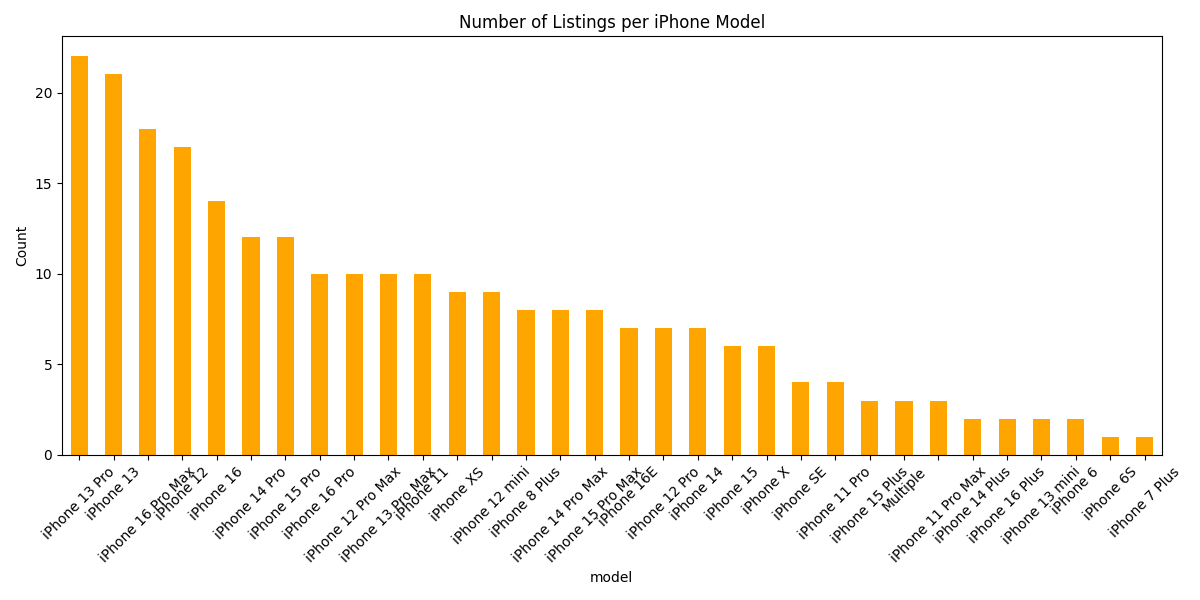 Number of Listings per iPhone Model
Count
20
15
10
5
0
iPhone 13 Pro
iPhone 13
iPhone 16 Pro Max
iPhone 12
iPhone 16
iPhone 14 Pro
iPhone 15 Pro
iPhone 16 Pro
iPhone 12 Pro Max
iPhone 13 Pro Max
iPhone 11
iPhone XS
iPhone 12 mini
iPhone 8 Plus
iPhone 14 Pro Max
iPhone 15 Pro Max
iPhone 16E
iPhone 12 Pro
iPhone 14
iPhone 15
iPhone X
iPhone SE
iPhone 11 Pro
iPhone 15 Plus
Multiple
iPhone 11 Pro Max
iPhone 14 Plus
iPhone 16 Plus
iPhone 13 mini
iPhone 6
iPhone 6S
iPhone 7 Plus
model